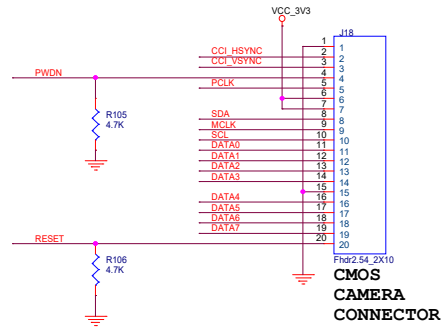 VCC_3V3
J18
1 1
CCI_HSYNC 2 2
CCI_VSYNC 3 3
PWDN 4 4
PCLK 5 5
6 6
7 7
SDA 8 8
MCLK 9 9
SCL 10 10
DATA0 11 11
DATA1 12 12
DATA2 13 13
DATA3 14 14
15 15
DATA4 16 16
DATA5 17 17
DATA6 18 18
DATA7 19 19
RESET 20 20
R105
4.7K
R106
4.7K
Fhdr2.54_2X10
CMOS
CAMERA
CONNECTOR